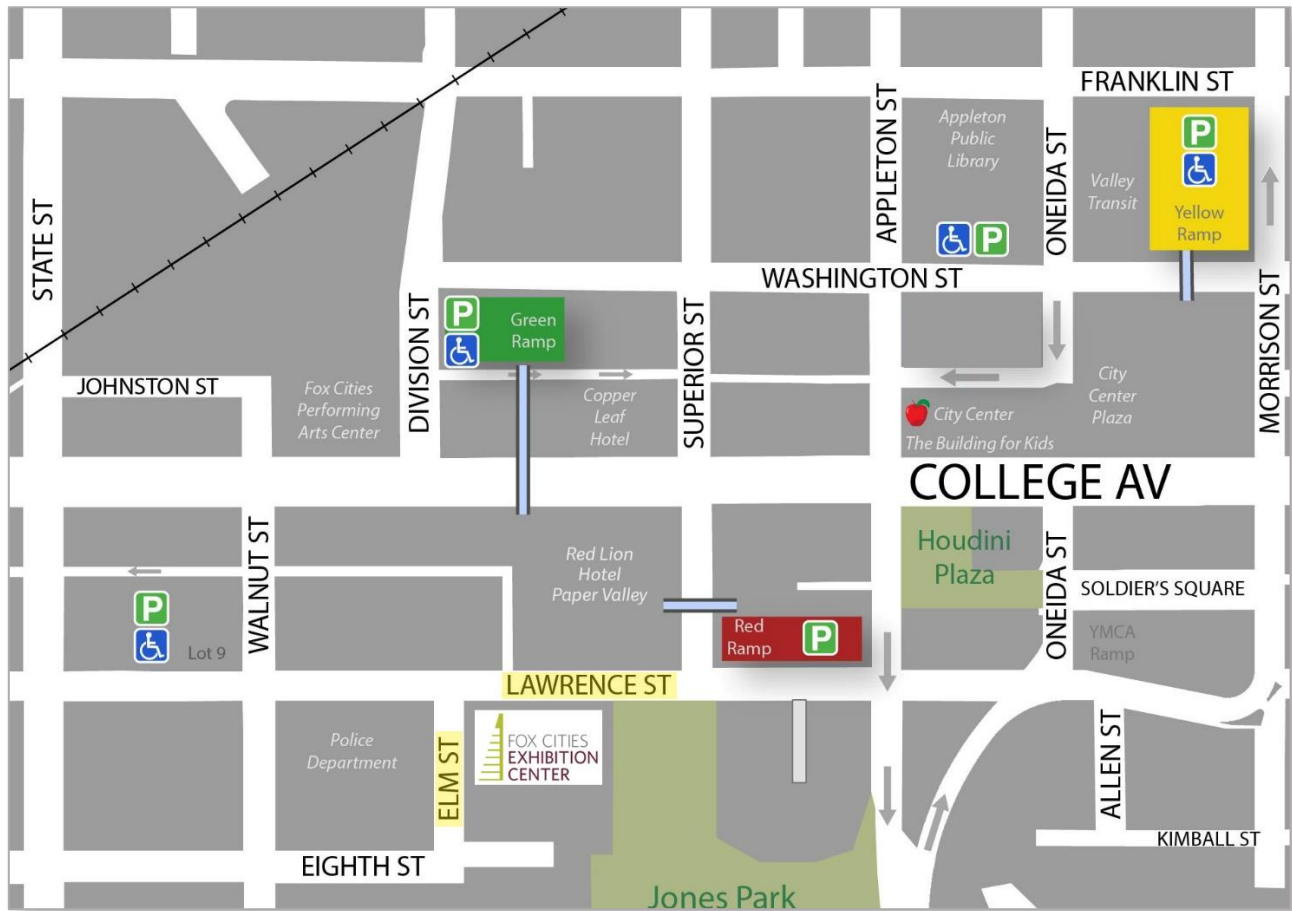 FRANKLIN ST
STATE ST
APPLETON ST
Appleton
Public
Library
ONEIDA ST
P
Valley
Transit
Yellow
Ramp
P
WASHINGTON ST
MORRISON ST
DIVISION ST
P
Green
Ramp
SUPERIOR ST
JOHNSTON ST
Fox Cities
Performing
Arts Center
Copper
Leaf
Hotel
City
Center
Plaza
City Center
The Building for Kids
COLLEGE AV
WALNUT ST
Red Lion
Hotel
Paper Valley
Houdini
Plaza
ONEIDA ST
SOLDIER'S SQUARE
P
Lot 9
Red
Ramp
P
YMCA
Ramp
LAWRENCE ST
Police
Department
ELM ST
FOX CITIES
EXHIBITION
CENTER
ALLEN ST
KIMBALL ST
EIGHTH ST
Jones Park